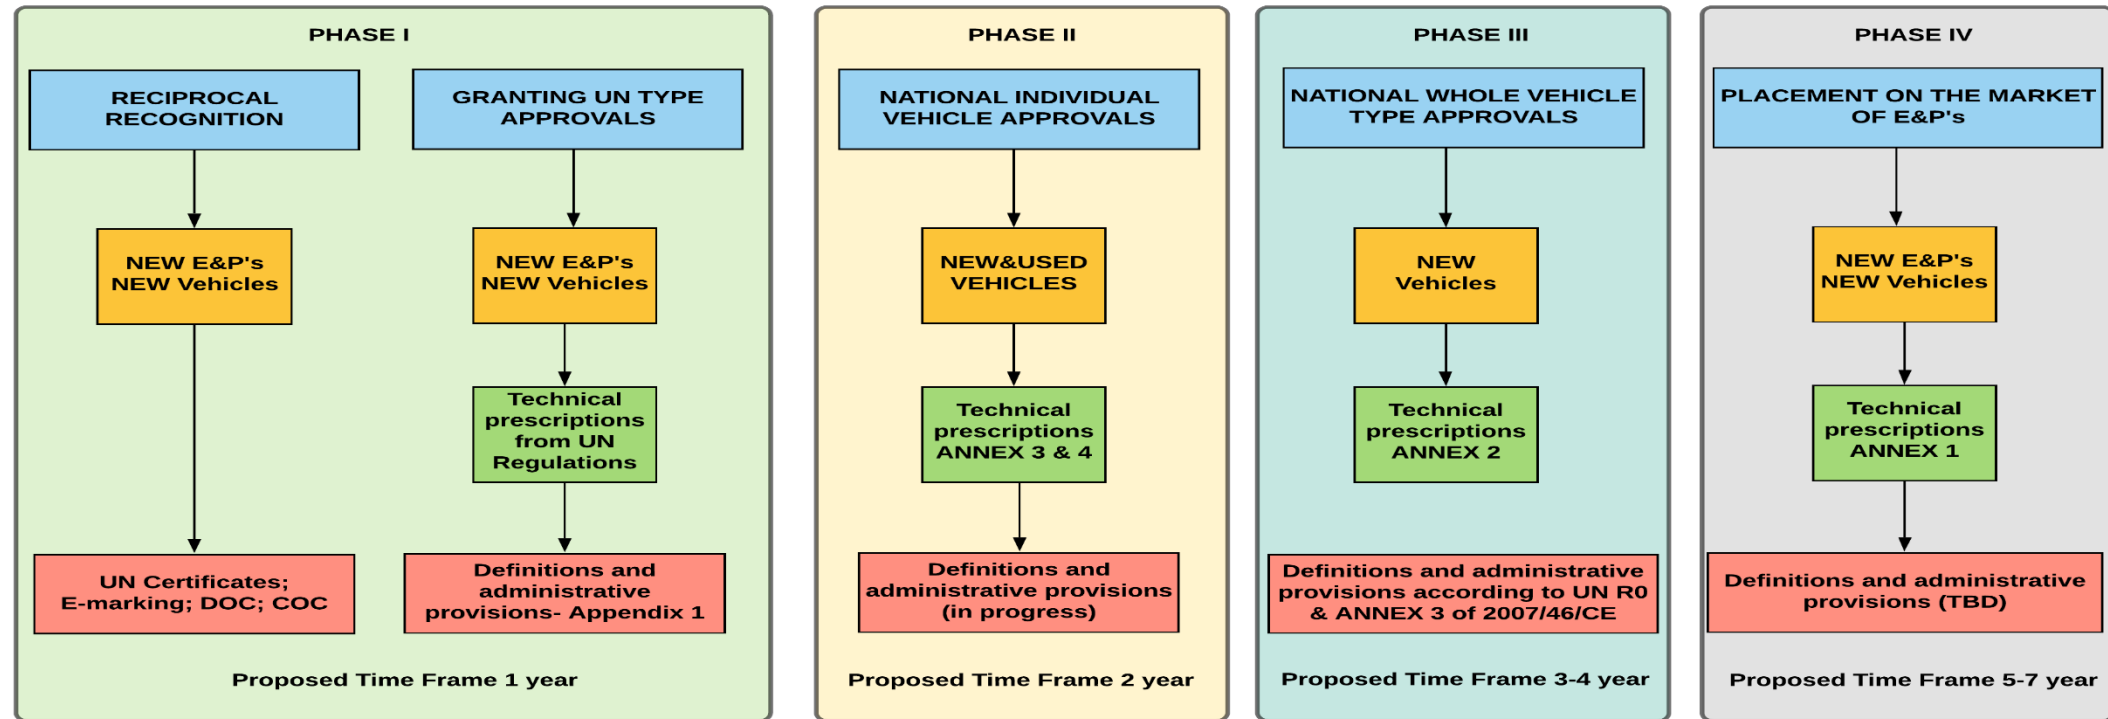 PHASE I
RECIPROCAL
RECOGNITION
NEW E&P's
NEW Vehicles
UN Certificates;
E-marking; DOC; COC
GRANTING UN TYPE
APPROVALS
NEW E&P's
NEW Vehicles
Technical
prescriptions
from UN
Regulations
Definitions and
administrative
provisions- Appendix 1
Proposed Time Frame 1 year
PHASE II
NATIONAL INDIVIDUAL
VEHICLE APPROVALS
NEW&USED
VEHICLES
Technical
prescriptions
ANNEX 3 & 4
Definitions and
administrative provisions
(in progress)
Proposed Time Frame 2 year
PHASE III
NATIONAL WHOLE VEHICLE
TYPE APPROVALS
NEW
Vehicles
Technical
prescriptions
ANNEX 2
Definitions and administrative
provisions according to UN R0
& ANNEX 3 of 2007/46/CE
Proposed Time Frame 3-4 year
PHASE IV
PLACEMENT ON THE MARKET
OF E&P's
NEW E&P's
NEW Vehicles
Technical
prescriptions
ANNEX 1
Definitions and administrative
provisions (TBD)
Proposed Time Frame 5-7 year